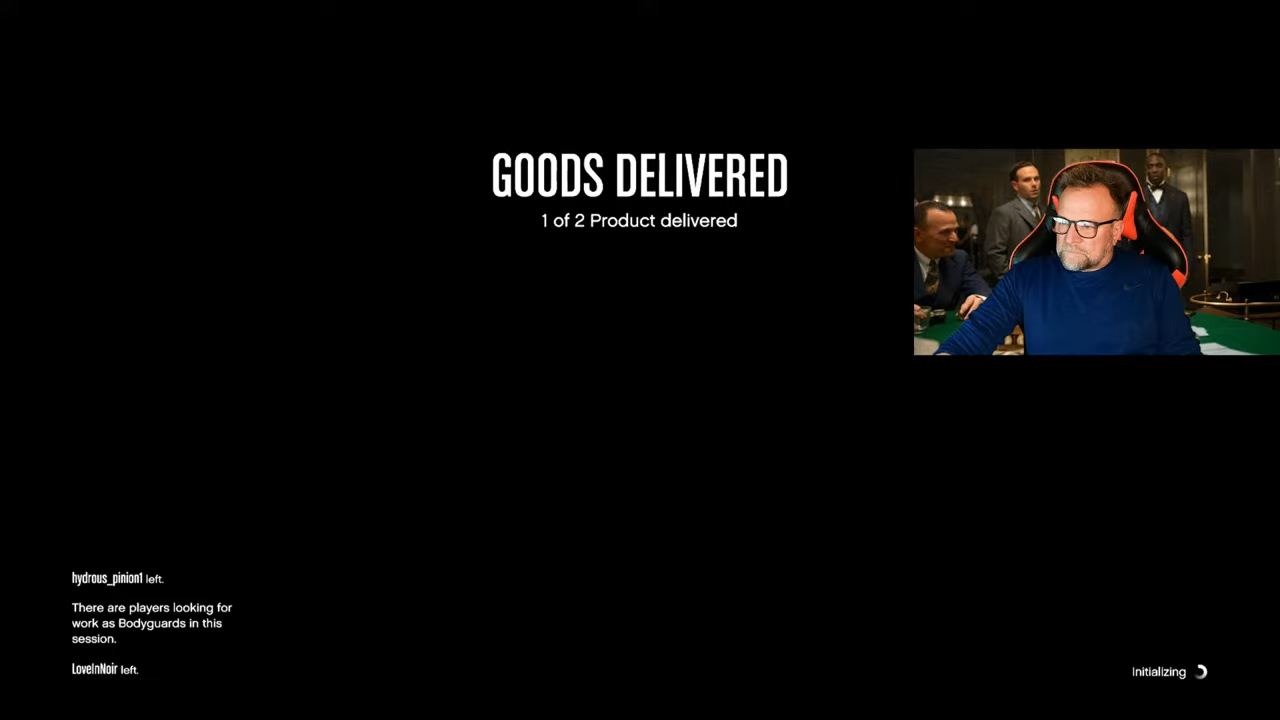 GOODS DELIVERED
1 of 2 Product delivered
hydrous_pinion1 left.
There are players looking for
work as Bodyguards in this
session.
LoveInNoir left.
Initializing